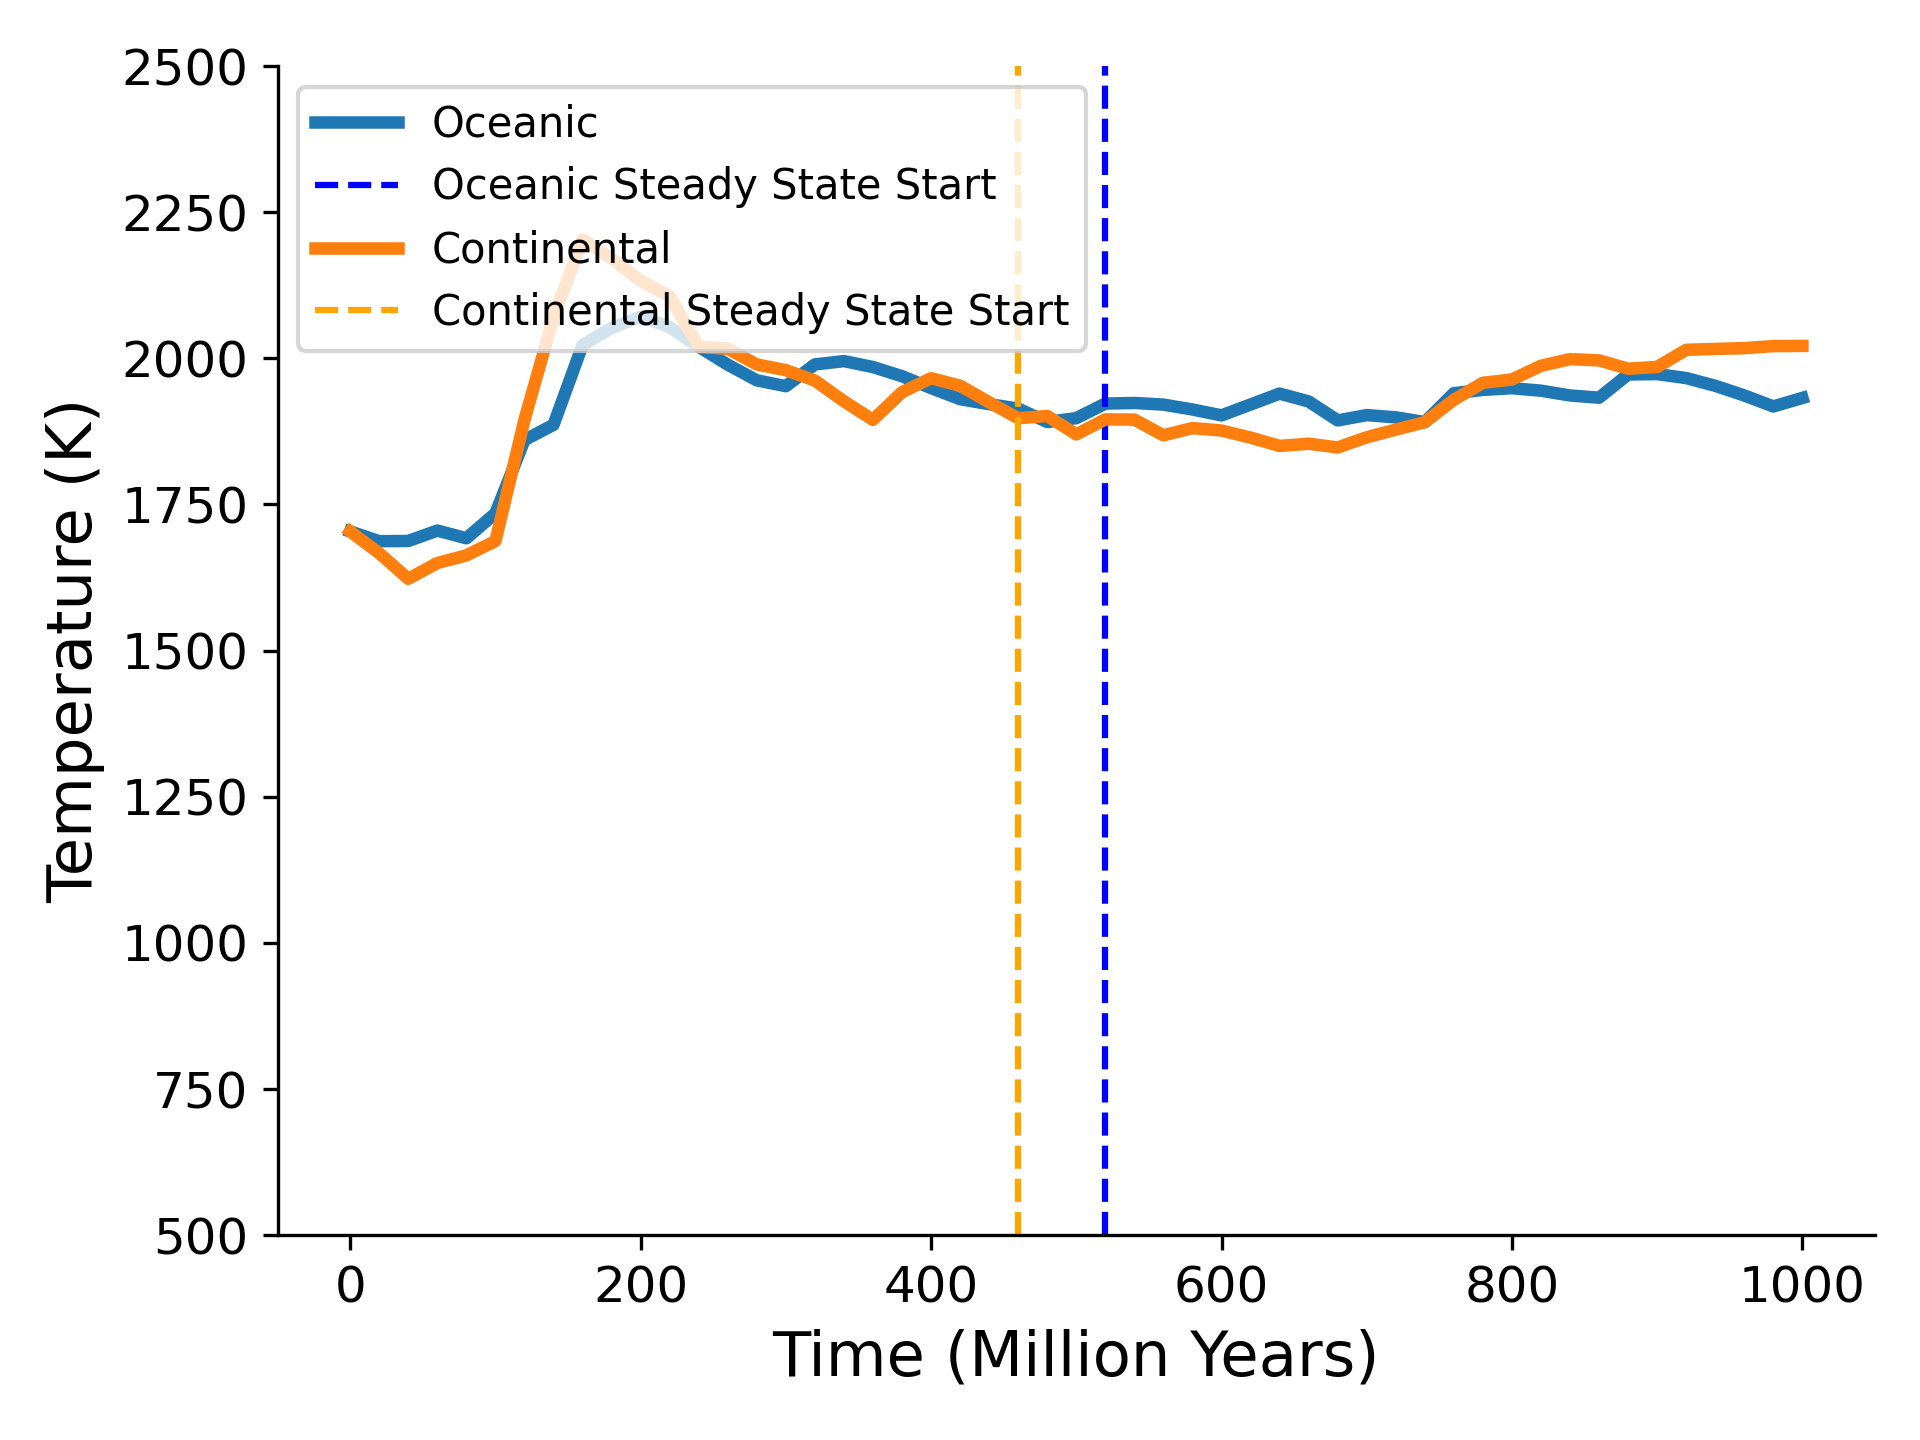 2500
2250
2000
1750
1500
1250
1000
750
500
Temperature (K)
Oceanic
Oceanic Steady State Start
Continental
Continental Steady State Start
0 200 400 600 800 1000
Time (Million Years)